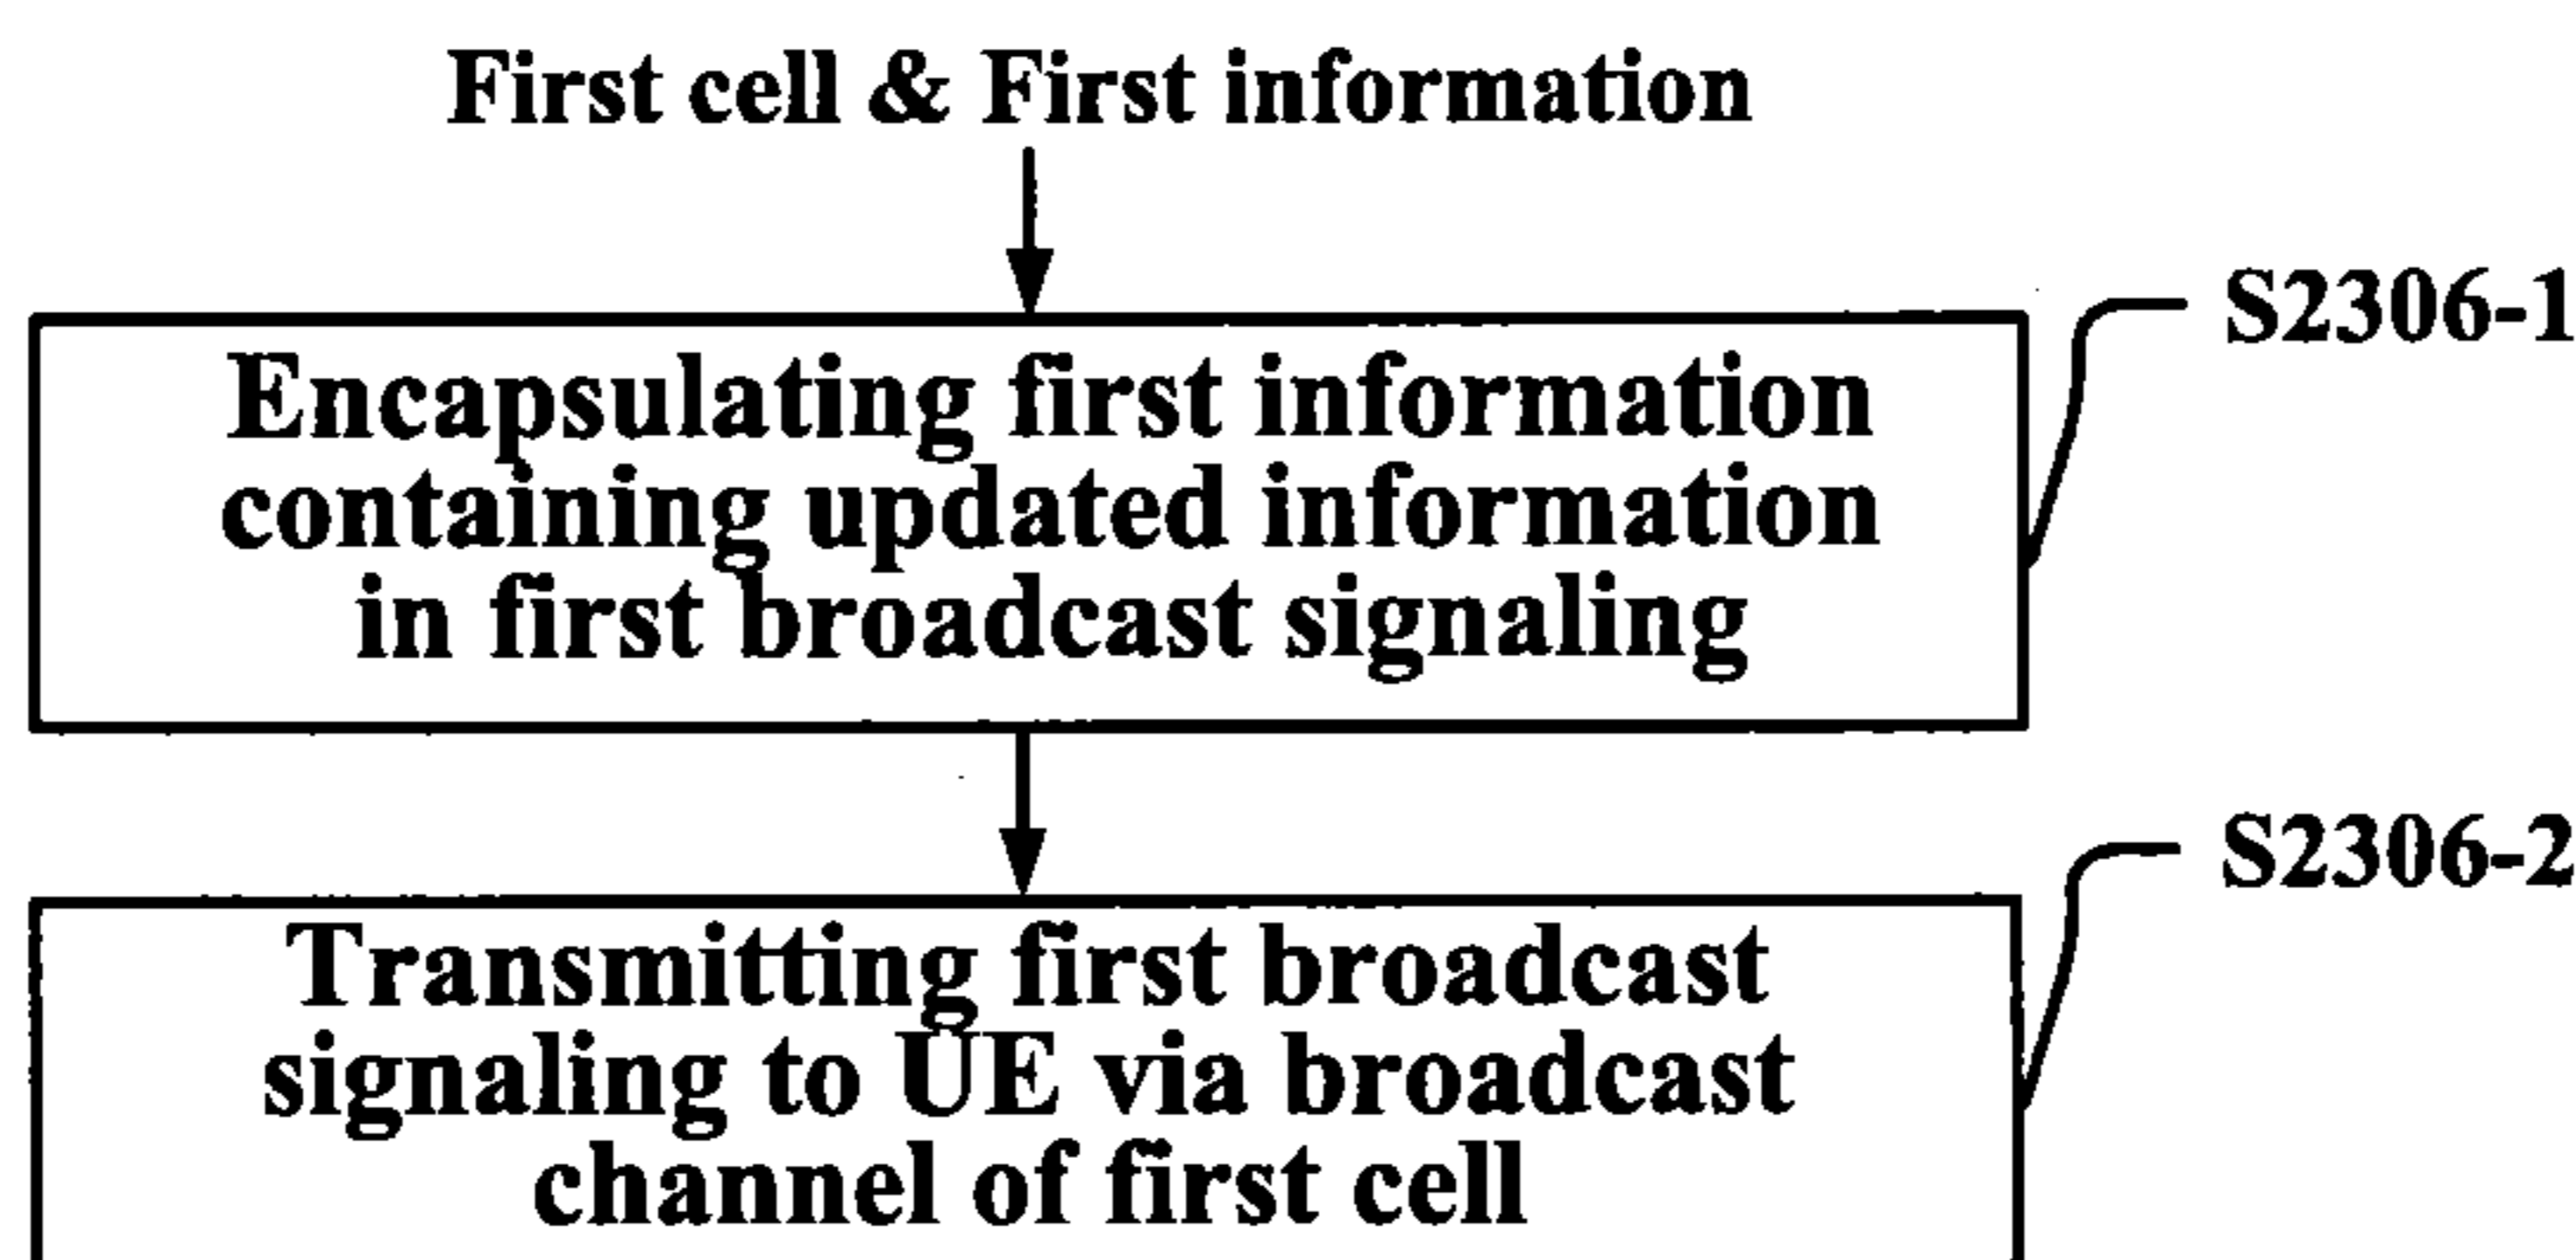 First cell & First information
S2306-1
Encapsulating first information
containing updated information
in first broadcast signaling
S2306-2
Transmitting first broadcast
signaling to UE via broadcast
channel of first cell